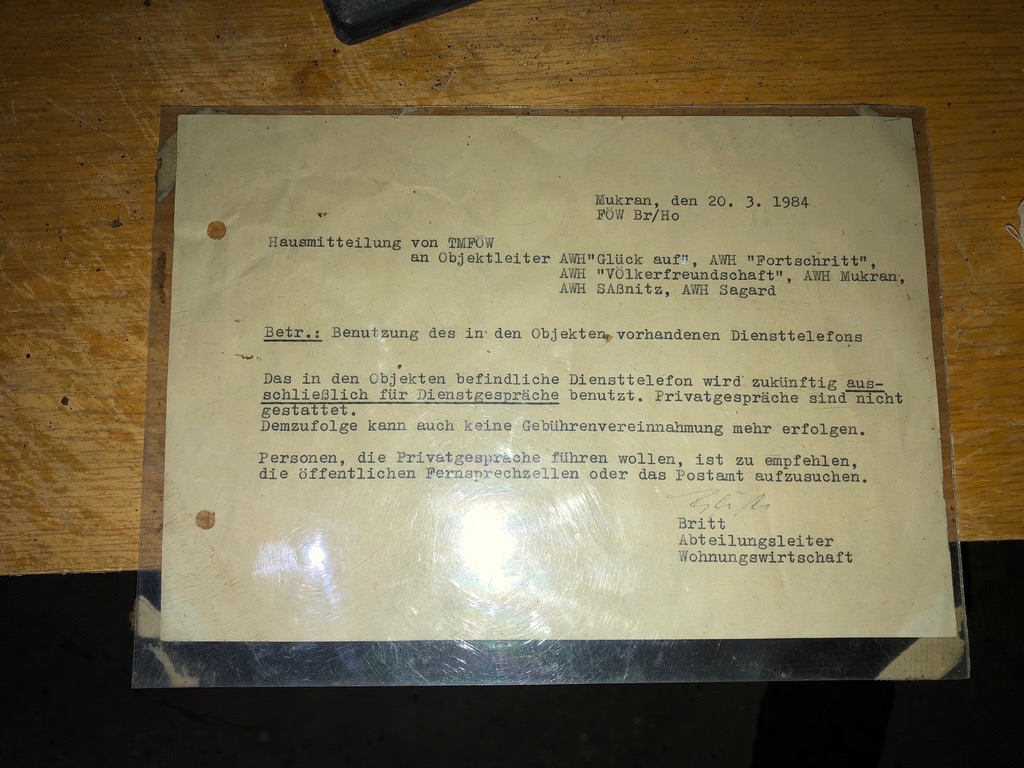 Mukran, den 20. 3. 1984
FÖW Br/Ho
Hausmitteilung von TMFÖW
an Objektleiter AWH"Glück auf", AWH "Fortschritt",
AWH "Völkerfreundschaft", AWH Mukran,
AWH SAßnitz, AWH Sagard
Betr.: Benutzung des in den Objekten vorhandenen Diensttelefons
Das in den Objekten befindliche Diensttelefon wird zukünftig aus-
schließlich für Dienstgespräche benutzt. Privatgespräche sind nicht
gestattet.
Demzufolge kann auch keine Gebührenvereinnahmung mehr erfolgen.
Personen, die Privatgespräche führen wollen, ist zu empfehlen,
die öffentlichen Fernsprechzellen oder das Postamt aufzusuchen.
Britt
Abteilungsleiter
Wohnungswirtschaft